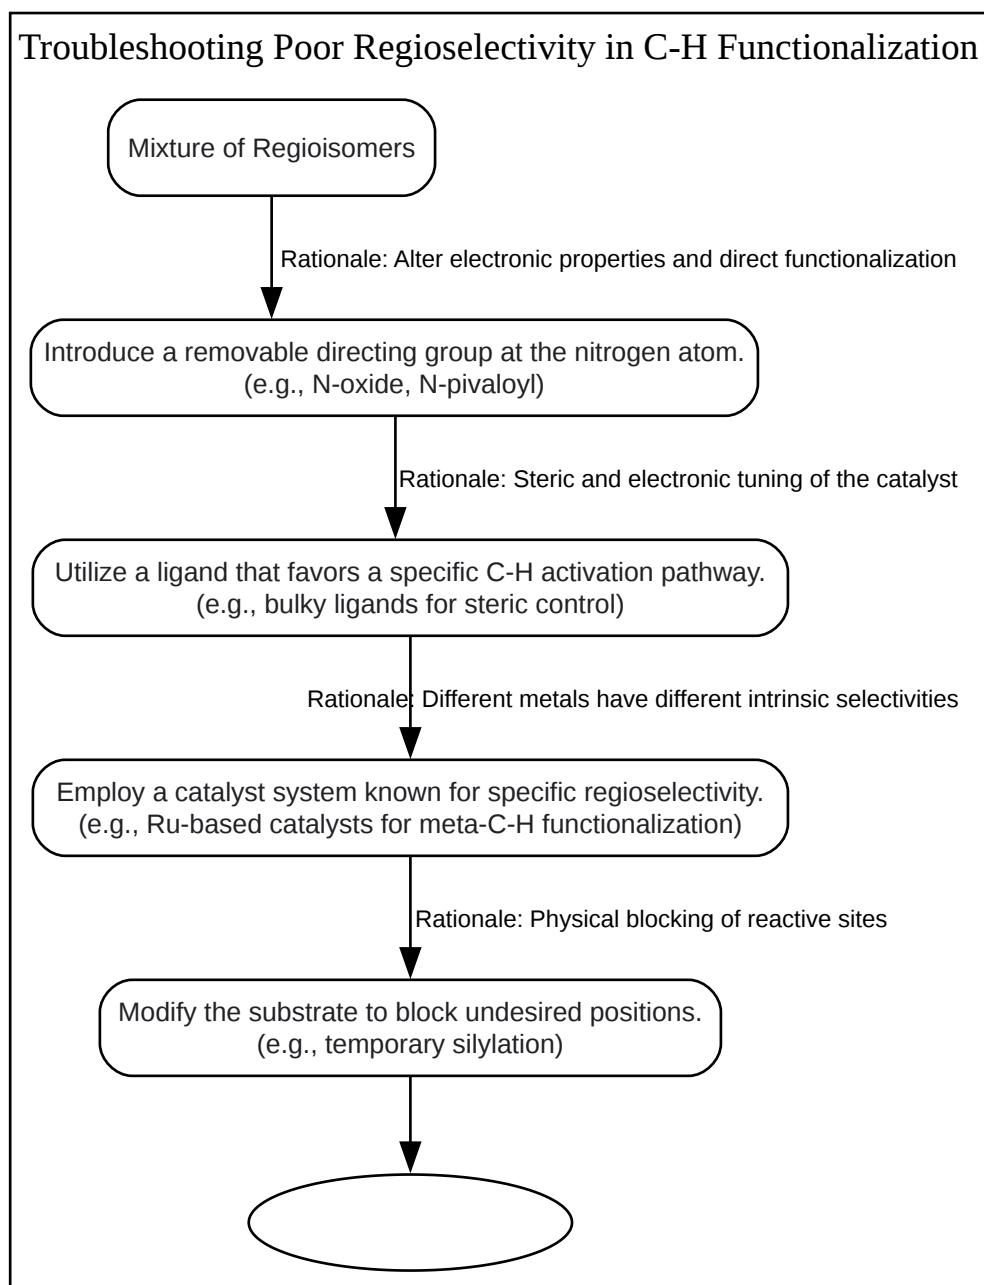 Troubleshooting Poor Regioselectivity in C-H Functionalization
Mixture of Regioisomers
Rationale: Alter electronic properties and direct functionalization
Introduce a removable directing group at the nitrogen atom.
(e.g., N-oxide, N-pivaloyl)
Rationale: Steric and electronic tuning of the catalyst
Utilize a ligand that favors a specific C-H activation pathway.
(e.g., bulky ligands for steric control)
Rationale: Different metals have different intrinsic selectivities
Employ a catalyst system known for specific regioselectivity.
(e.g., Ru-based catalysts for meta-C-H functionalization)
Rationale: Physical blocking of reactive sites
Modify the substrate to block undesired positions.
(e.g., temporary silylation)